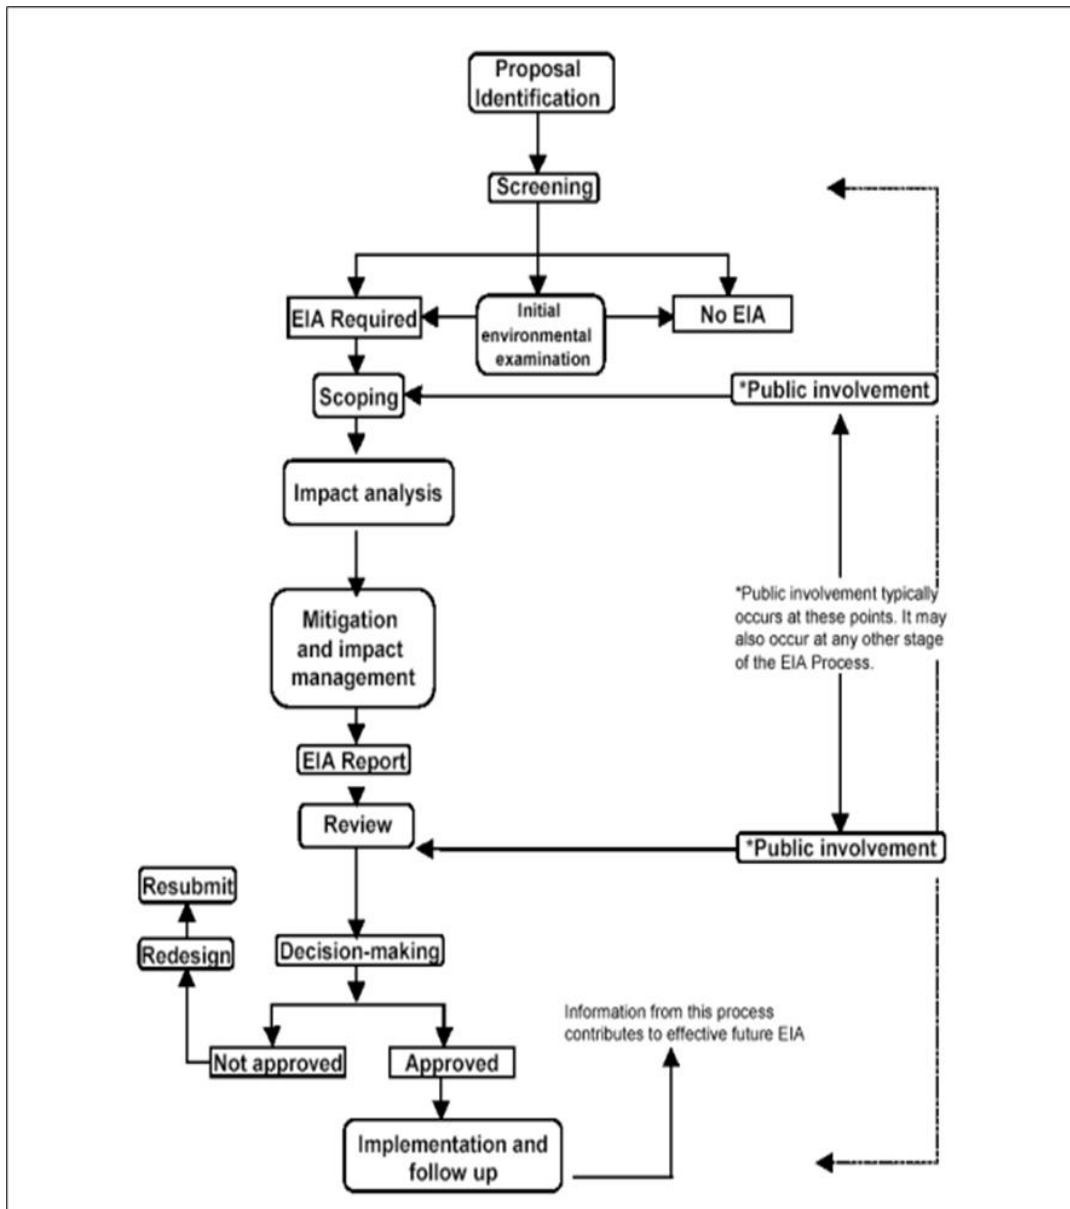 Proposal
Identification
Screening
EIA Required
Initial
environmental
examination
No EIA
Scoping
*Public involvement
Impact analysis
*Public involvement typically
occurs at these points. It may
also occur at any other stage
of the EIA Process.
Mitigation
and impact
management
EIA Report
Review
*Public involvement
Resubmit
Redesign
Decision-making
Information from this process
contributes to effective future EIA
Not approved
Approved
Implementation and
follow up